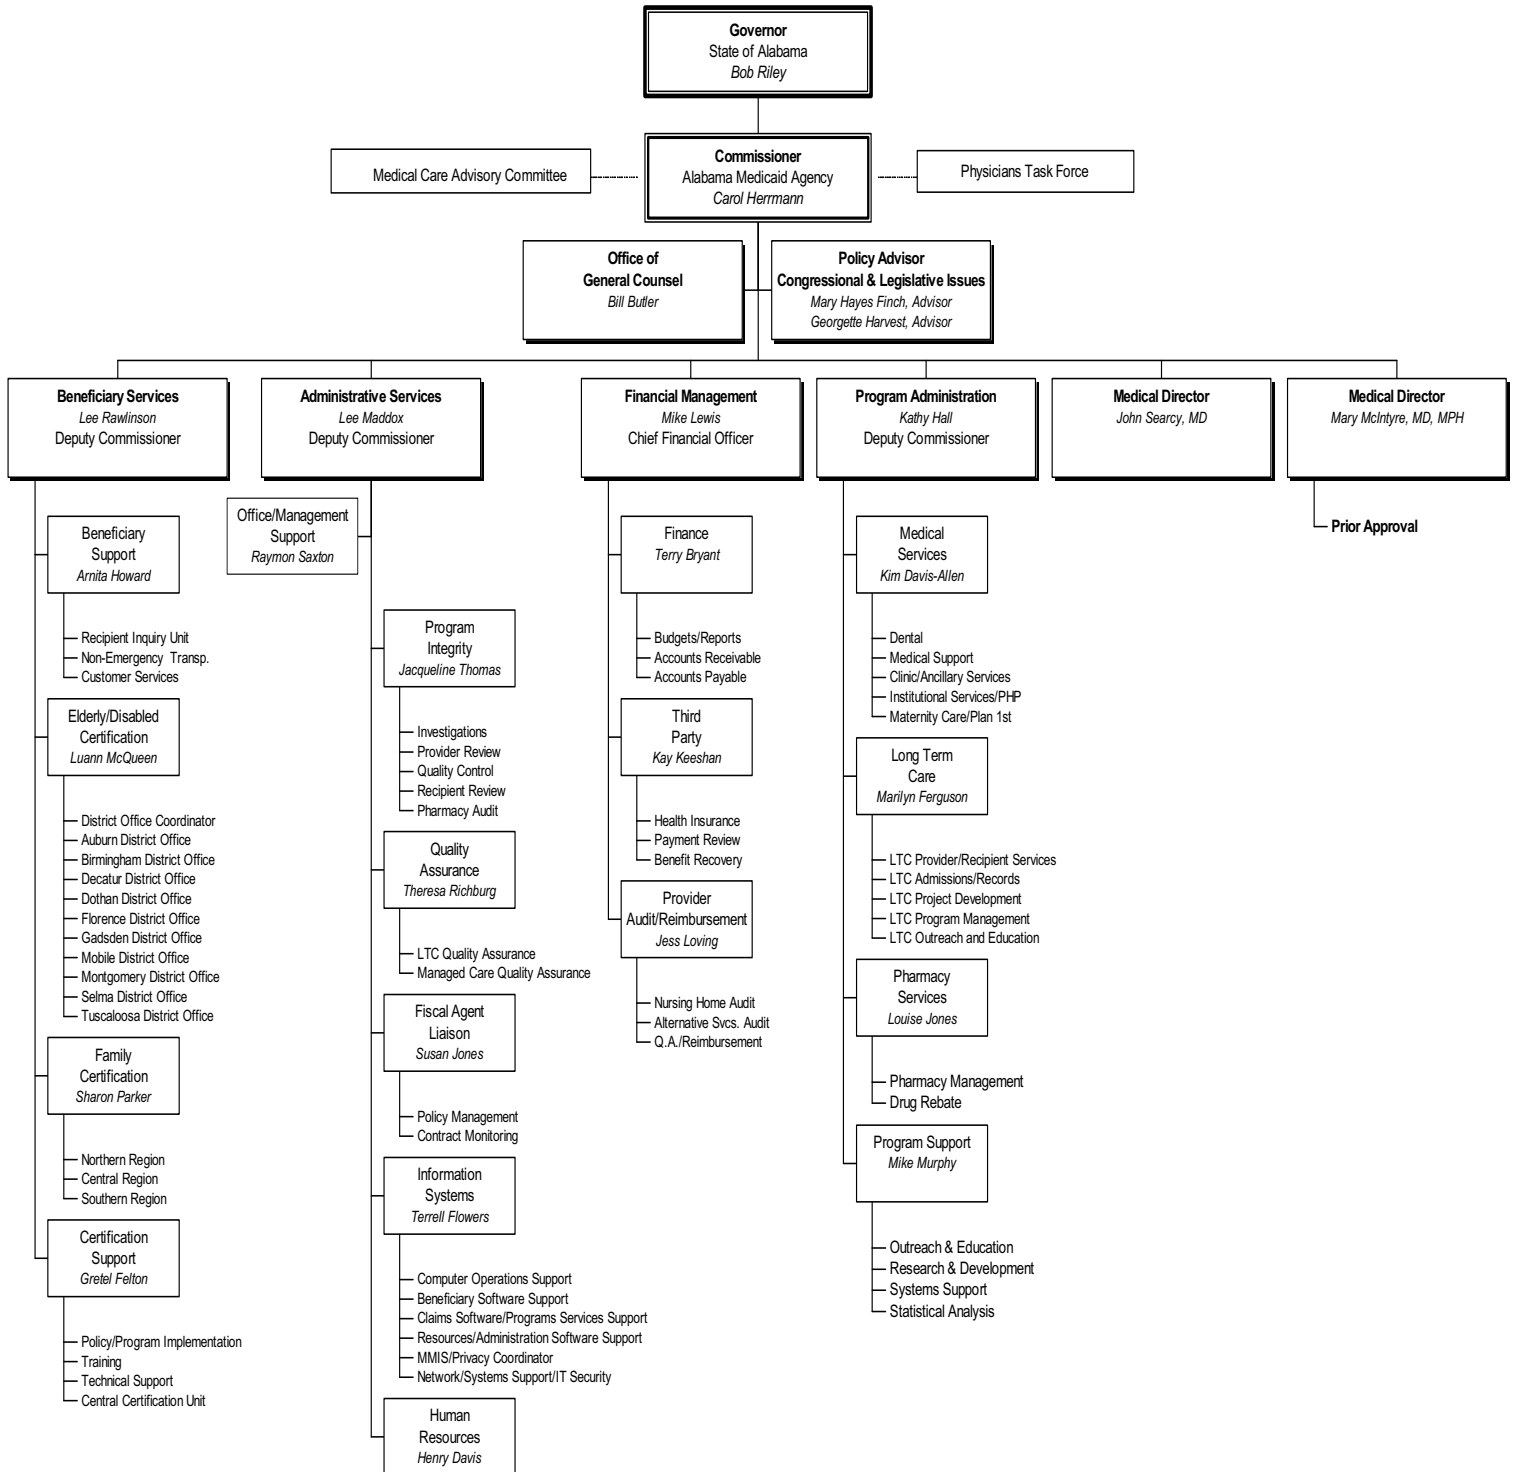 Governor
State of Alabama
Bob Riley
Commissioner
Alabama Medicaid Agency
Carol Herrmann
Medical Care Advisory Committee
Physicians Task Force
Office of
General Counsel
Bill Butler
Policy Advisor
Congressional & Legislative Issues
Mary Hayes Finch, Advisor
Georgette Harvest, Advisor
Beneficiary Services
Lee Rawlinson
Deputy Commissioner
Administrative Services
Lee Maddox
Deputy Commissioner
Financial Management
Mike Lewis
Chief Financial Officer
Program Administration
Kathy Hall
Deputy Commissioner
Medical Director
John Searcy, MD
Medical Director
Mary McIntyre, MD, MPH
Beneficiary
Support
Arnita Howard
Recipient Inquiry Unit
Non-Emergency Transp.
Customer Services
Elderly/Disabled
Certification
Luann McQueen
District Office Coordinator
Auburn District Office
Birmingham District Office
Decatur District Office
Dothan District Office
Florence District Office
Gadsden District Office
Mobile District Office
Montgomery District Office
Selma District Office
Tuscaloosa District Office
Family
Certification
Sharon Parker
Northern Region
Central Region
Southern Region
Certification
Support
Gretel Felton
Policy/Program Implementation
Training
Technical Support
Central Certification Unit
Office/Management
Support
Raymon Saxton
Program
Integrity
Jacqueline Thomas
Investigations
Provider Review
Quality Control
Recipient Review
Pharmacy Audit
Quality
Assurance
Theresa Richburg
LTC Quality Assurance
Managed Care Quality Assurance
Fiscal Agent
Liaison
Susan Jones
Policy Management
Contract Monitoring
Information
Systems
Terrell Flowers
Computer Operations Support
Beneficiary Software Support
Claims Software/Programs Services Support
Resources/Administration Software Support
MMIS/Privacy Coordinator
Network/Systems Support/IT Security
Human
Resources
Henry Davis
Finance
Terry Bryant
Budgets/Reports
Accounts Receivable
Accounts Payable
Third
Party
Kay Keeshan
Health Insurance
Payment Review
Benefit Recovery
Provider
Audit/Reimbursement
Jess Loving
Nursing Home Audit
Alternative Svcs. Audit
Q.A./Reimbursement
Medical
Services
Kim Davis-Allen
Dental
Medical Support
Clinic/Ancillary Services
Institutional Services/PHP
Maternity Care/Plan 1st
Long Term
Care
Marilyn Ferguson
LTC Provider/Recipient Services
LTC Admissions/Records
LTC Project Development
LTC Program Management
LTC Outreach and Education
Pharmacy
Services
Louise Jones
Pharmacy Management
Drug Rebate
Program Support
Mike Murphy
Outreach & Education
Research & Development
Systems Support
Statistical Analysis
Prior Approval